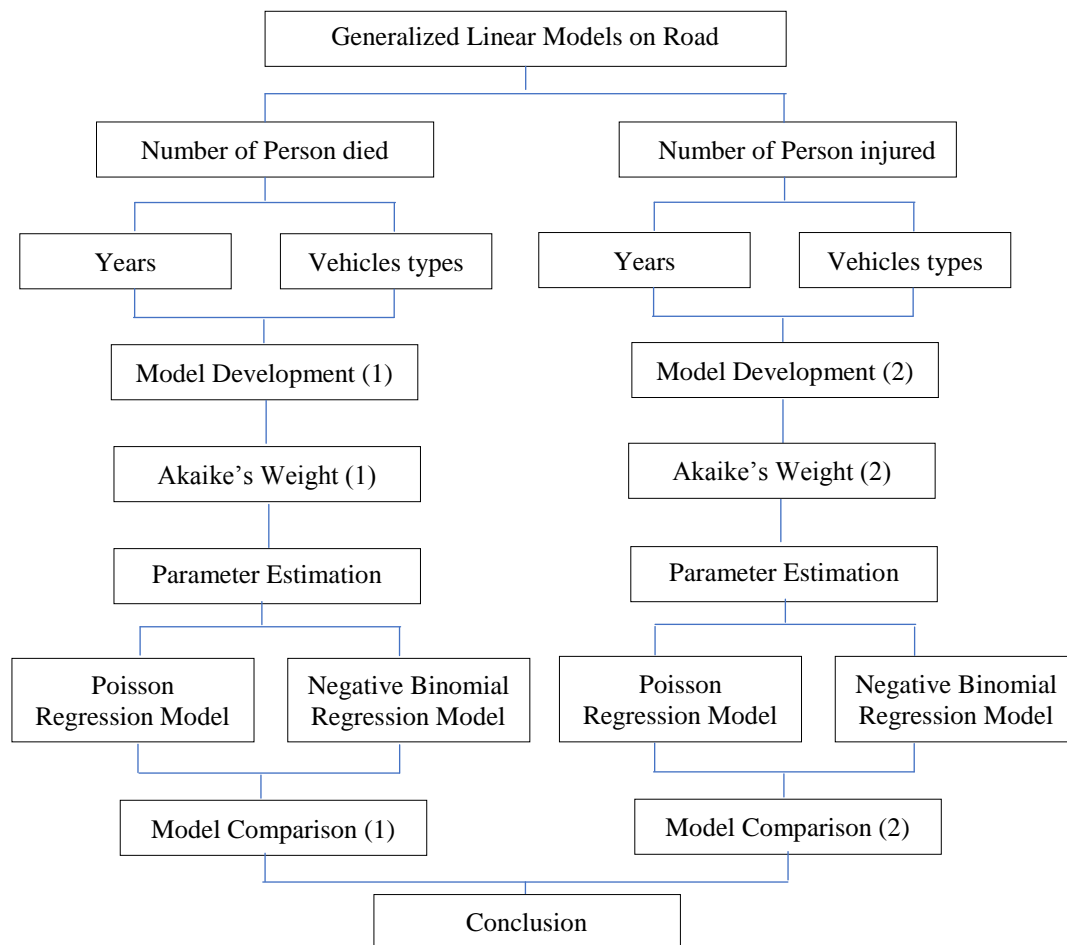 Generalized Linear Models on Road
Number of Person died
Number of Person injured
Years
Vehicles types
Years
Vehicles types
Model Development (1)
Model Development (2)
Akaike’s Weight (1)
Akaike’s Weight (2)
Parameter Estimation
Parameter Estimation
Poisson
Regression Model
Negative Binomial
Regression Model
Poisson
Regression Model
Negative Binomial
Regression Model
Model Comparison (1)
Model Comparison (2)
Conclusion